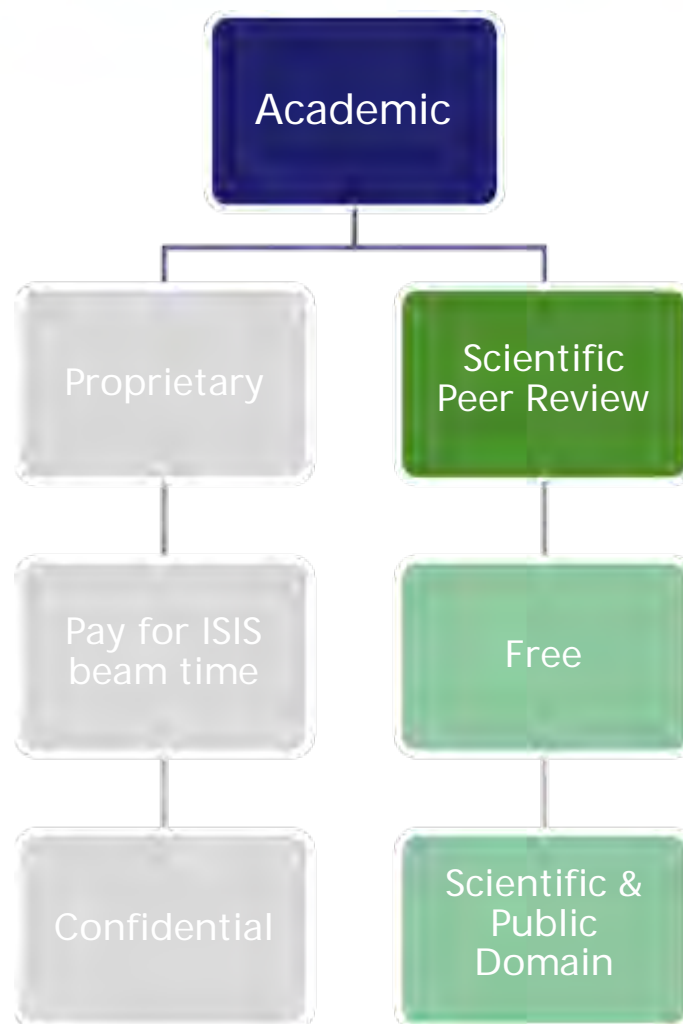 Academic
Proprietary
Scientific
Peer Review
Pay for ISIS
beam time
Free
Confidential
Scientific &
Public
Domain